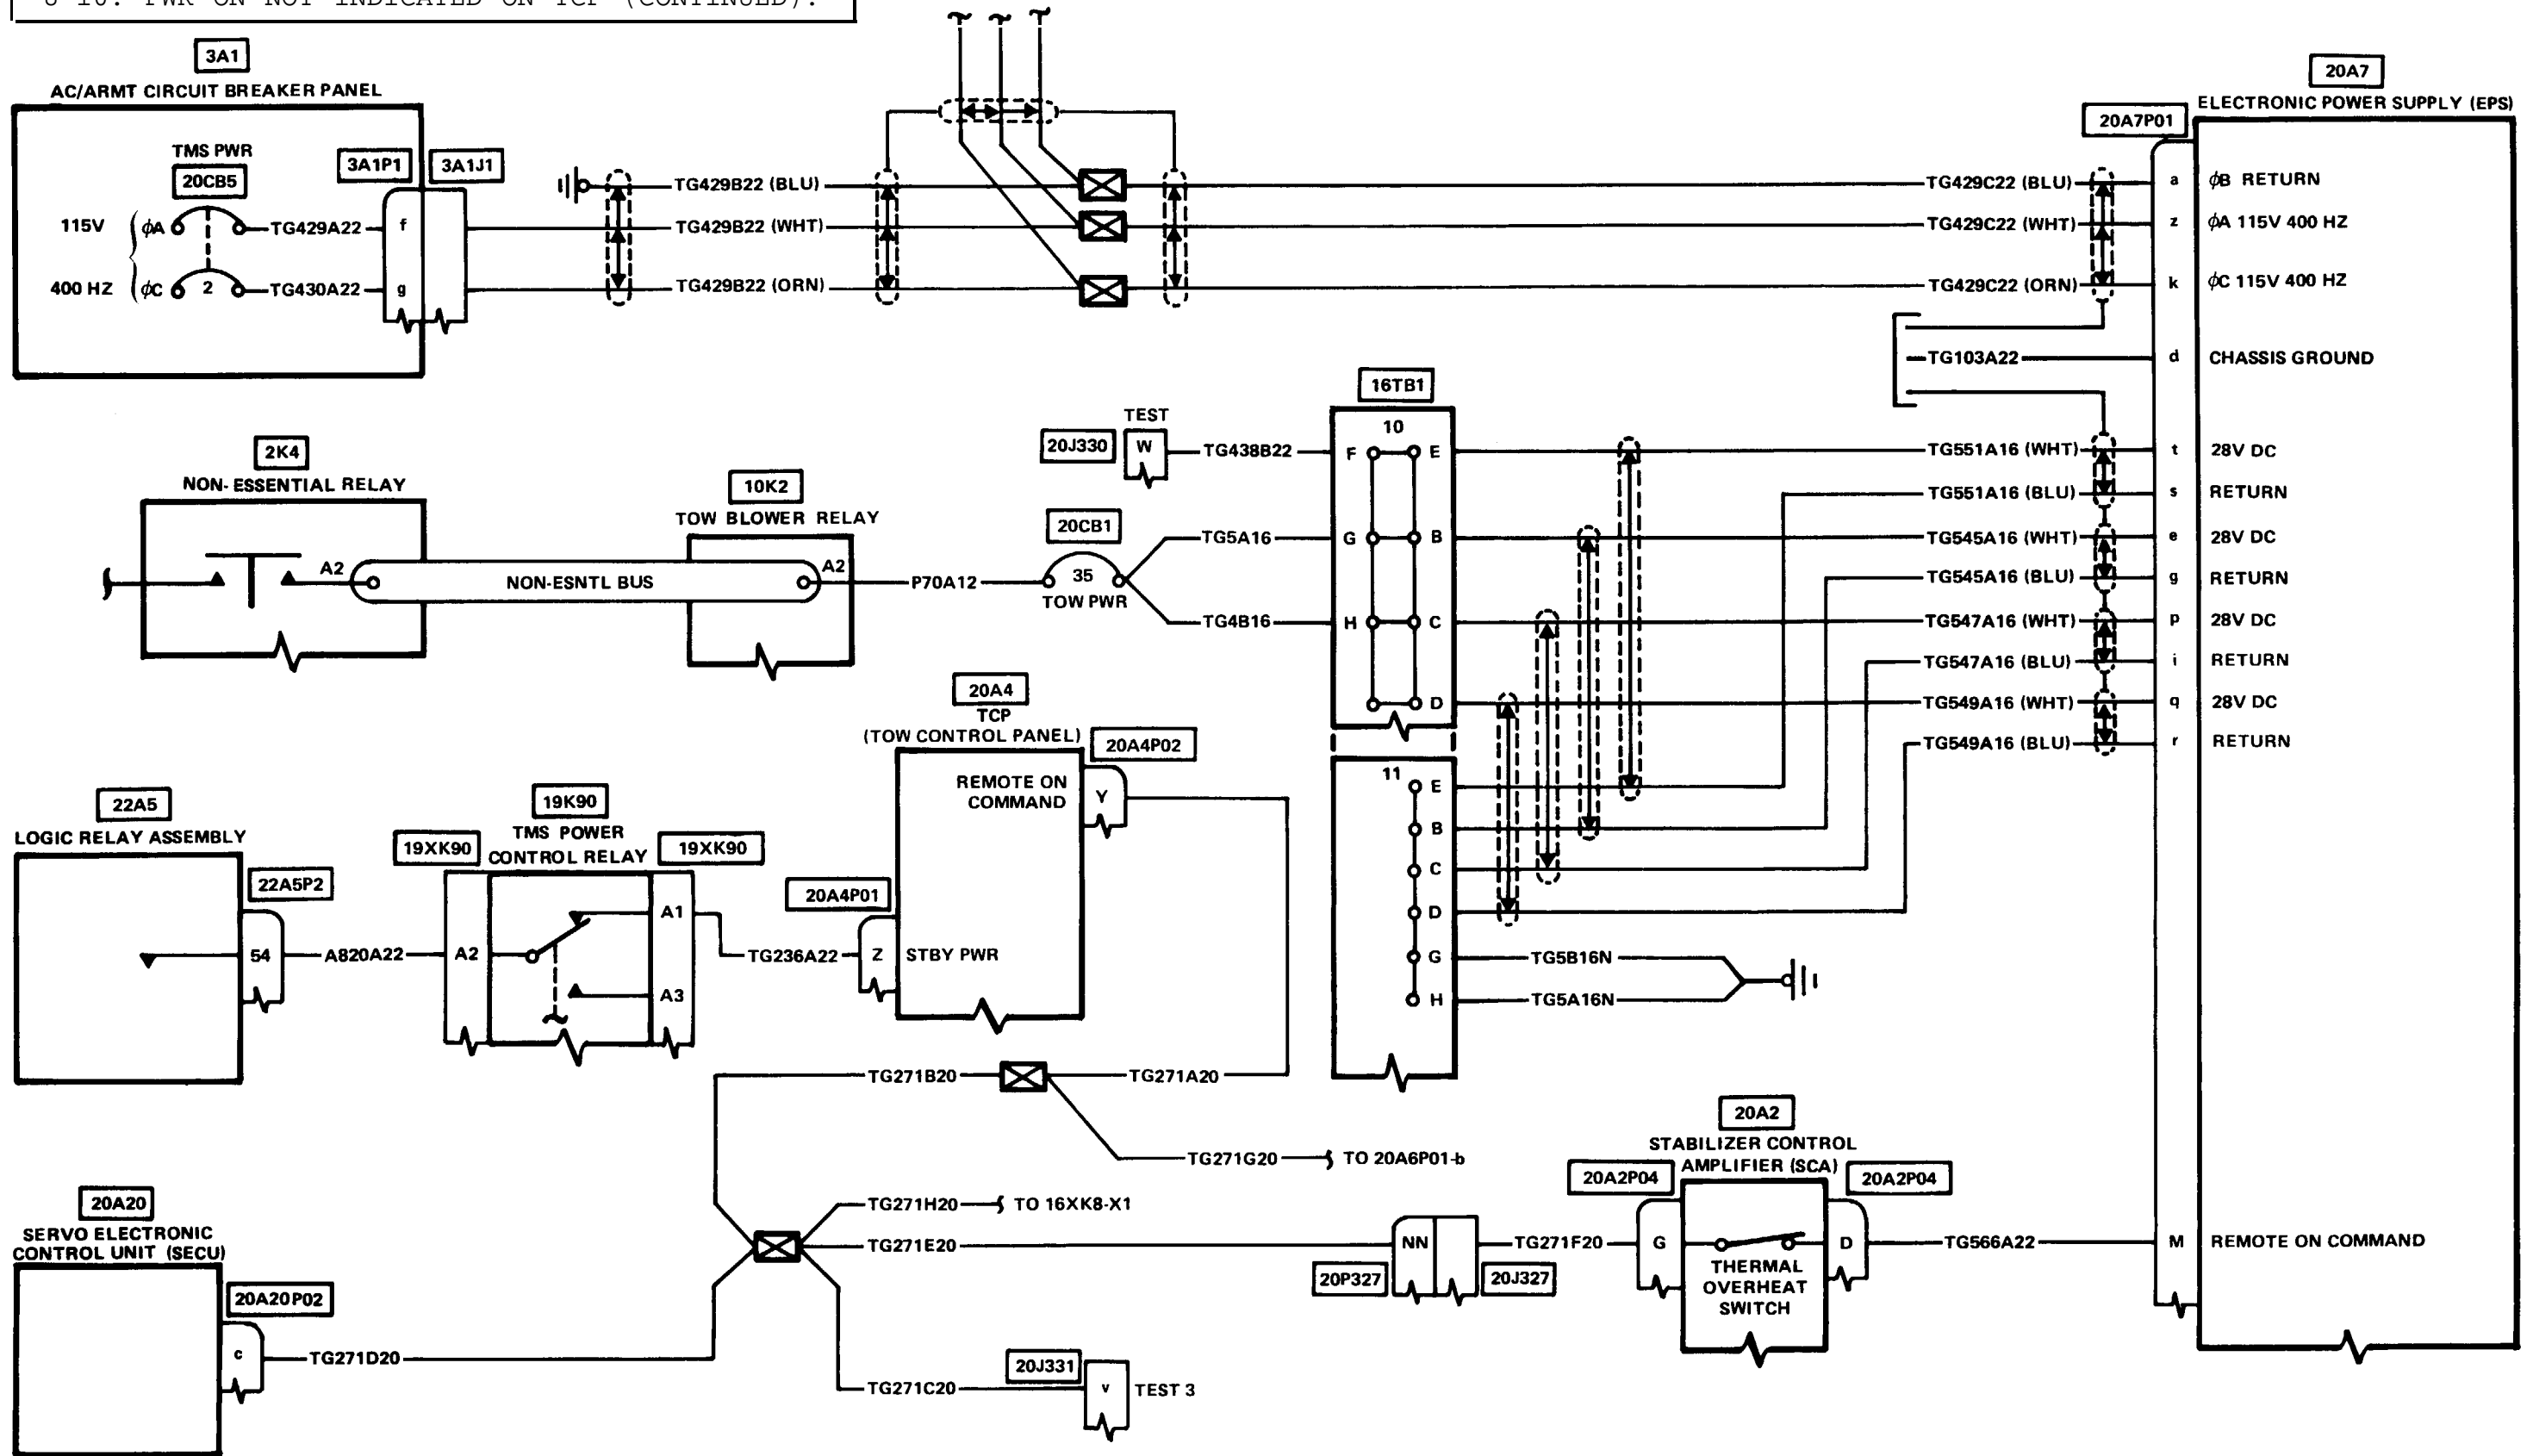 8-10. PWR ON NOT INDICATED ON TCP (CONTINUED).
3A1
AC/ARMT CIRCUIT BREAKER PANEL
TMS PWR
20CB5
3A1P1
3A1J1
115V
ϕA
TG429A22
f
400 HZ
ϕC
2
TG430A22
g
TG429B22 (BLU)
TG429B22 (WHT)
TG429B22 (ORN)
20A7
ELECTRONIC POWER SUPPLY (EPS)
20A7P01
TG429C22 (BLU)
a
ϕB RETURN
TG429C22 (WHT)
z
ϕA 115V 400 HZ
TG429C22 (ORN)
k
ϕC 115V 400 HZ
TG103A22
d
CHASSIS GROUND
TG551A16 (WHT)
t
28V DC
TG551A16 (BLU)
s
RETURN
TG545A16 (WHT)
e
28V DC
TG545A16 (BLU)
g
RETURN
TG547A16 (WHT)
p
28V DC
TG547A16 (BLU)
i
RETURN
TG549A16 (WHT)
q
28V DC
TG549A16 (BLU)
r
RETURN
2K4
NON-ESSENTIAL RELAY
A2
NON-ESNTL BUS
10K2
TOW BLOWER RELAY
A2
P70A12
20CB1
35
TOW PWR
TEST
20J330
W
TG438B22
TG5A16
TG4B16
16TB1
10
F
E
G
B
H
C
D
11
E
B
C
D
G
H
TG5B16N
TG5A16N
20A4
TCP
(TOW CONTROL PANEL)
20A4P02
REMOTE ON
COMMAND
Y
20A4P01
Z
STBY PWR
22A5
LOGIC RELAY ASSEMBLY
22A5P2
54
A820A22
19K90
TMS POWER
CONTROL RELAY
19XK90
19XK90
A2
A1
A3
TG236A22
TG271B20
TG271A20
TG271G20
TO 20A6P01-b
TG271H20
TO 16XK8-X1
TG271E20
NN
20P327
20J327
TG271F20
20A2
STABILIZER CONTROL
AMPLIFIER (SCA)
20A2P04
20A2P04
G
D
THERMAL
OVERHEAT
SWITCH
TG566A22
M
REMOTE ON COMMAND
20A20
SERVO ELECTRONIC
CONTROL UNIT (SECU)
20A20P02
c
TG271D20
TG271C20
20J331
v
TEST 3